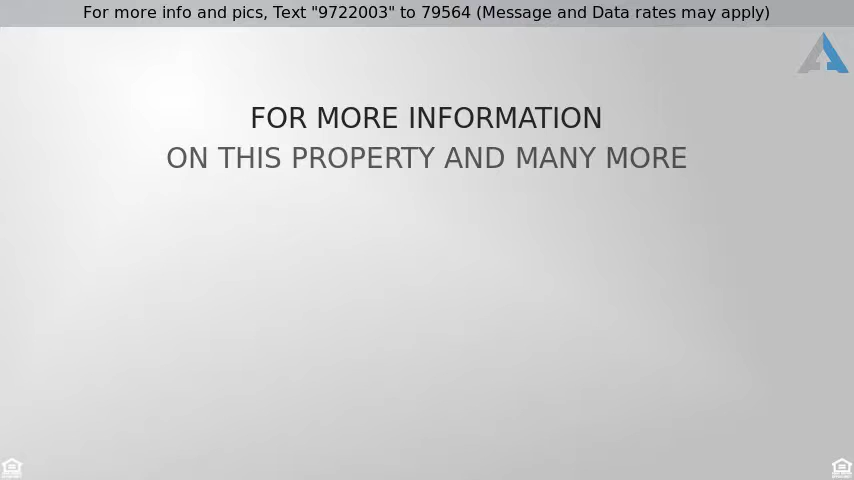 For more info and pics, Text "9722003" to 79564 (Message and Data rates may apply)
FOR MORE INFORMATION
ON THIS PROPERTY AND MANY MORE